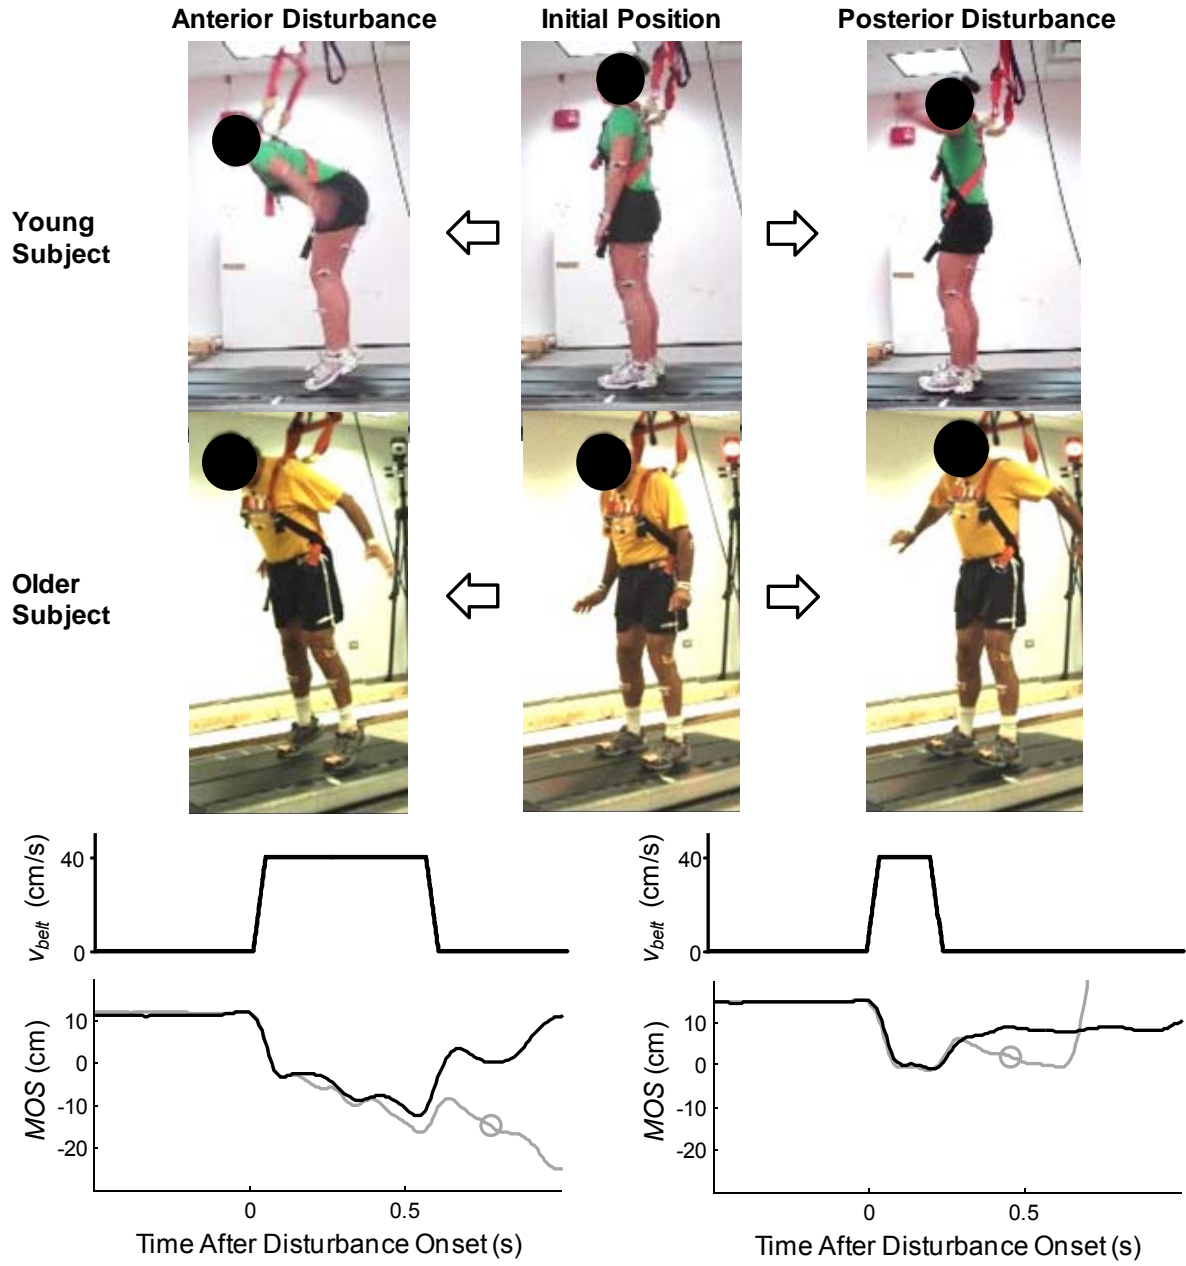 Anterior Disturbance Initial Position Posterior Disturbance
Young
Subject
Older
Subject
v_belt (cm/s)
40
0
v_belt (cm/s)
40
0
MOS (cm)
10
0
-10
-20
0 0.5
Time After Disturbance Onset (s)
MOS (cm)
10
0
-10
-20
0 0.5
Time After Disturbance Onset (s)